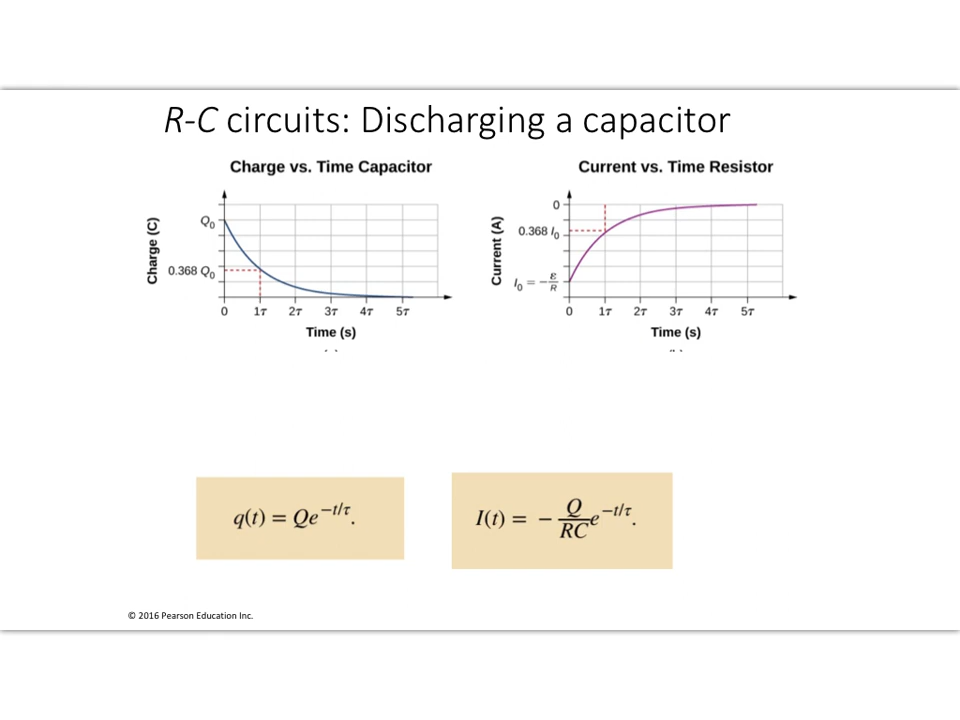 R-C circuits: Discharging a capacitor
Charge vs. Time Capacitor
Charge (C)
Q₀
0.368 Q₀
0 1τ 2τ 3τ 4τ 5τ
Time (s)
Current vs. Time Resistor
Current (A)
0
0.368 I₀
I₀ = −ε/R
0 1τ 2τ 3τ 4τ 5τ
Time (s)
q(t) = Qe^−t/τ.
I(t) = − Q/RC e^−t/τ.
© 2016 Pearson Education Inc.